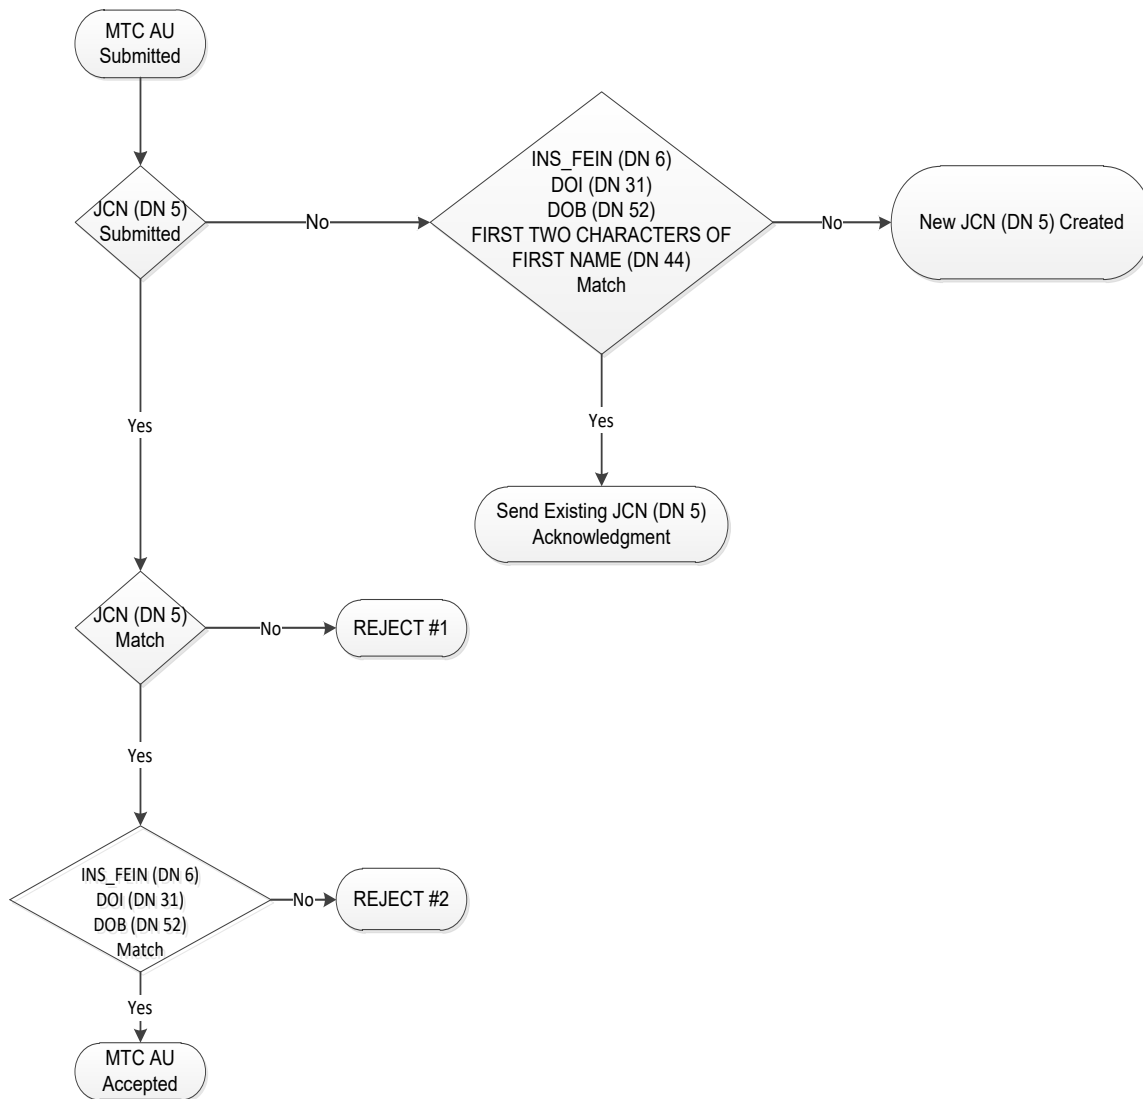 MTC AU
Submitted
JCN (DN 5)
Submitted
No
INS_FEIN (DN 6)
DOI (DN 31)
DOB (DN 52)
FIRST TWO CHARACTERS OF
FIRST NAME (DN 44)
Match
No
New JCN (DN 5) Created
Yes
Yes
Send Existing JCN (DN 5)
Acknowledgment
JCN (DN 5)
Match
No
REJECT #1
Yes
INS_FEIN (DN 6)
DOI (DN 31)
DOB (DN 52)
Match
No
REJECT #2
Yes
MTC AU
Accepted